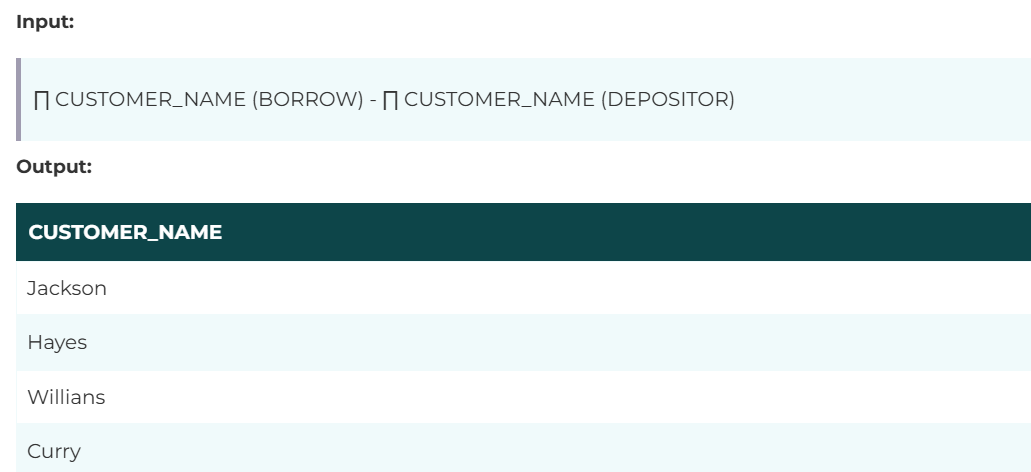 Input:
∏ CUSTOMER_NAME (BORROW) - ∏ CUSTOMER_NAME (DEPOSITOR)
Output:
CUSTOMER_NAME
Jackson
Hayes
Willians
Curry